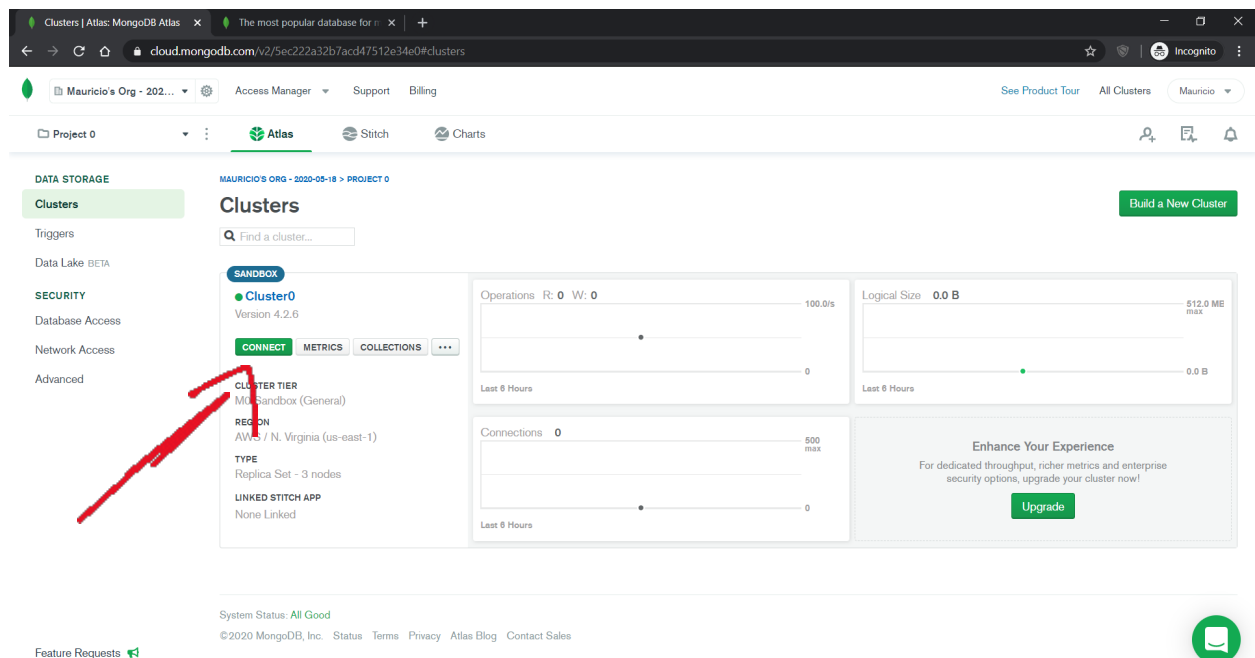 Clusters | Atlas: MongoDB Atlas
The most popular database for m
cloud.mongodb.com/v2/5ec222a32b7acd47512e34e0#clusters
Incognito
Mauricio's Org - 202...
Access Manager
Support
Billing
See Product Tour
All Clusters
Mauricio
Project 0
Atlas
Stitch
Charts
DATA STORAGE
Clusters
Triggers
Data Lake BETA
SECURITY
Database Access
Network Access
Advanced
Feature Requests
MAURICIO'S ORG - 2020-05-18 > PROJECT 0
Clusters
Build a New Cluster
Find a cluster...
SANDBOX
Cluster0
Version 4.2.6
CONNECT
METRICS
COLLECTIONS
...
CLUSTER TIER
M0 Sandbox (General)
REGION
AWS / N. Virginia (us-east-1)
TYPE
Replica Set - 3 nodes
LINKED STITCH APP
None Linked
Operations R: 0 W: 0
100.0/s
0
Last 6 Hours
Logical Size 0.0 B
512.0 MB
max
0.0 B
Last 6 Hours
Connections 0
500
max
0
Last 6 Hours
Enhance Your Experience
For dedicated throughput, richer metrics and enterprise
security options, upgrade your cluster now!
Upgrade
System Status: All Good
©2020 MongoDB, Inc. Status Terms Privacy Atlas Blog Contact Sales